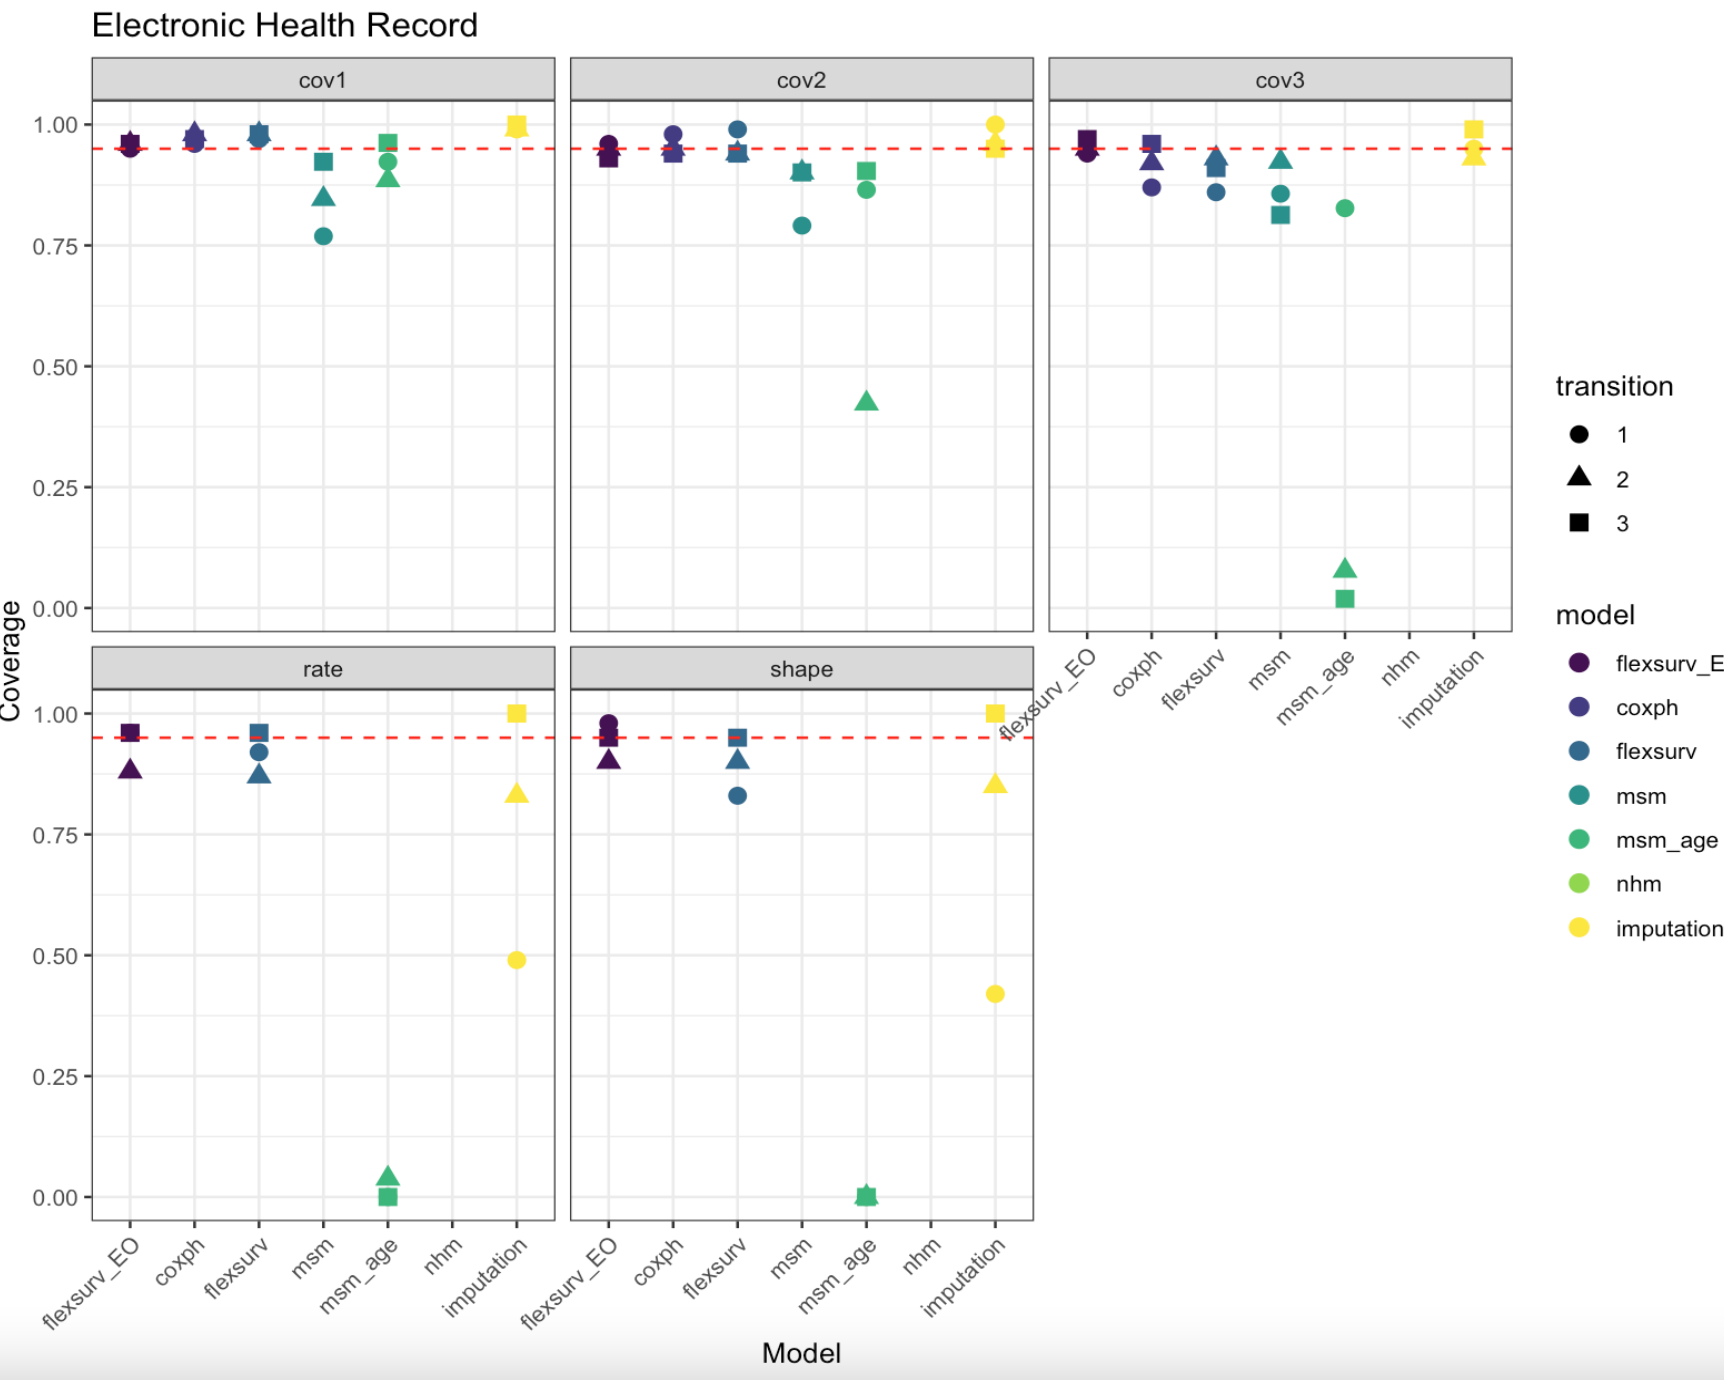 Electronic Health Record
cov1
cov2
cov3
1.00
0.75
0.50
0.25
0.00
flexsurv_EO
coxph
flexsurv
msm
msm_age
nhm
imputation
Coverage
rate
shape
1.00
0.75
0.50
0.25
0.00
flexsurv_EO
coxph
flexsurv
msm
msm_age
nhm
imputation
flexsurv_EO
coxph
flexsurv
msm
msm_age
nhm
imputation
Model
transition
1
2
3
model
flexsurv_E
coxph
flexsurv
msm
msm_age
nhm
imputation